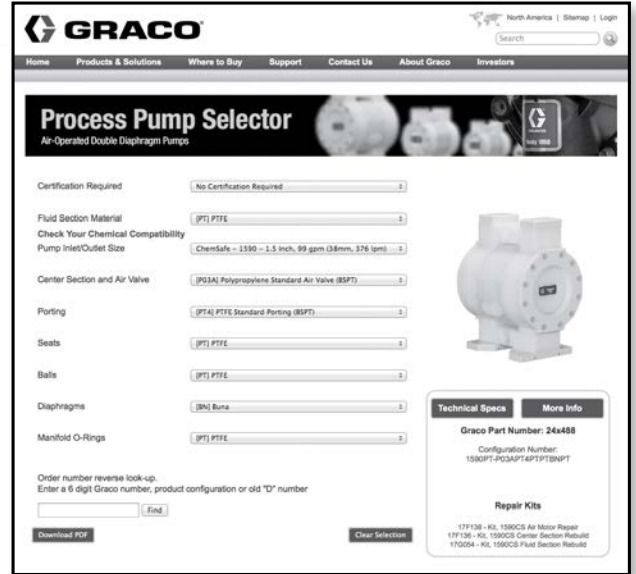 GRACO
North America | Sitemap | Login
Search
Home Products & Solutions Where to Buy Support Contact Us About Graco Investors
Process Pump Selector
Air-Operated Double Diaphragm Pumps
Certification Required No Certification Required
Fluid Section Material [PT] PTFE
Check Your Chemical Compatibility
Pump Inlet/Outlet Size ChemSafe – 1590 – 1.5 inch, 99 gpm (38mm, 376 lpm)
Center Section and Air Valve [P03A] Polypropylene Standard Air Valve (BSPT)
Porting [PT4] PTFE Standard Porting (BSPT)
Seats [PT] PTFE
Balls [PT] PTFE
Diaphragms [BN] Buna
Manifold O-Rings [PT] PTFE
Order number reverse look-up.
Enter a 6 digit Graco number, product configuration or old "D" number
Find
Download PDF Clear Selection
Technical Specs More Info
Graco Part Number: 24x488
Configuration Number:
1590PT-P03APT4PTPTBNPT
Repair Kits
17F138 - Kit, 1590CS Air Motor Repair
17F136 - Kit, 1590CS Center Section Rebuild
17G054 - Kit, 1590CS Fluid Section Rebuild